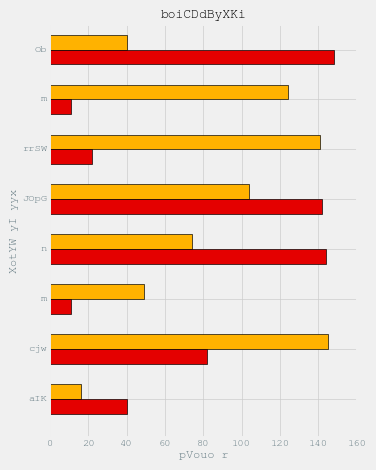 boiCDdByXKi
Ob
m
rrSW
JOpG
n
m
cjw
aIK
XotYW yI yyx
0 20 40 60 80 100 120 140 160
pVouo r